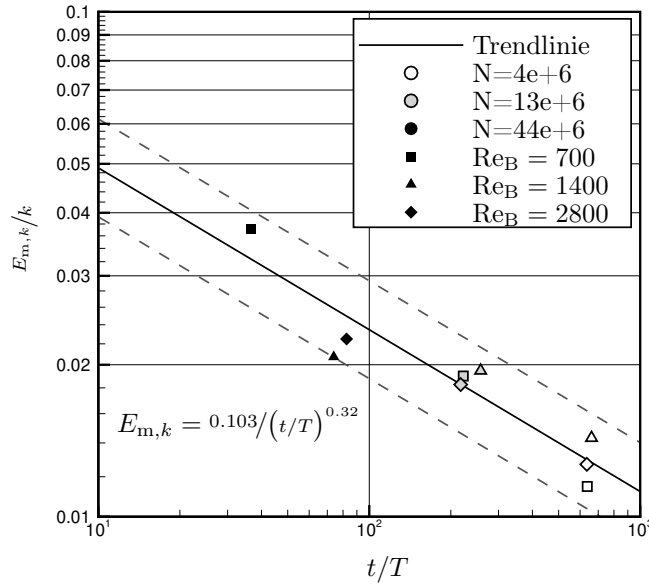 0.1
0.09
0.08
0.07
0.06
0.05
0.04
0.03
0.02
0.01
E_{m,k}/k
Trendlinie
N=4e+6
N=13e+6
N=44e+6
Re_B = 700
Re_B = 1400
Re_B = 2800
E_{m,k} = 0.103/(t/T)^{0.32}
10^1 10^2 10^3
t/T